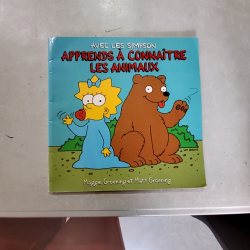 AVEC LES SIMPSON
APPRENDS À CONNAÎTRE
LES ANIMAUX
Maggie Groening et Matt Groening